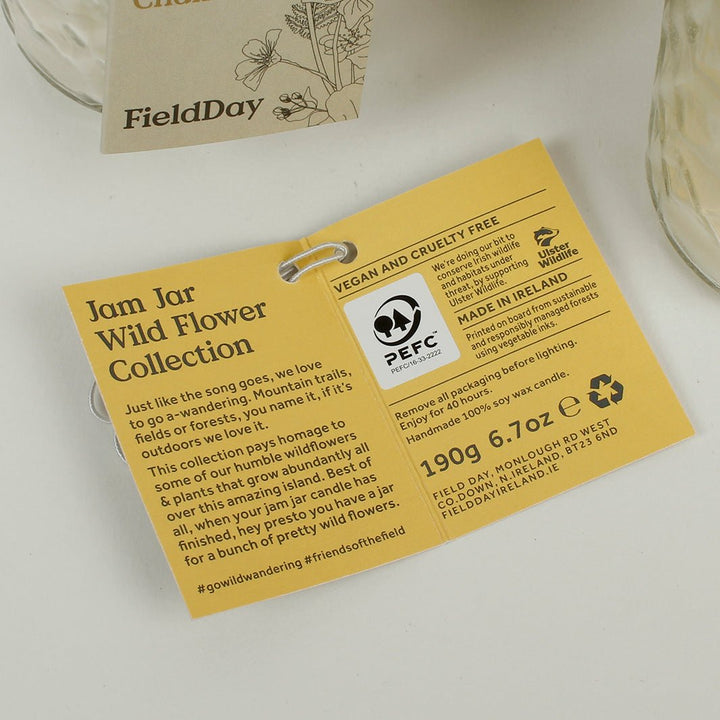 FieldDay
Jam Jar
Wild Flower
Collection
Just like the song goes, we love
to go a-wandering. Mountain trails,
fields or forests, you name it, if it's
outdoors we love it.
This collection pays homage to
some of our humble wildflowers
& plants that grow abundantly all
over this amazing island. Best of
all, when your jam jar candle has
finished, hey presto you have a jar
for a bunch of pretty wild flowers.
#gowildwandering #friendsofthefield
VEGAN AND CRUELTY FREE
We're doing our bit to
conserve Irish wildlife
and habitats under
threat, by supporting
Ulster Wildlife.
Ulster
Wildlife
MADE IN IRELAND
Printed on board from sustainable
and responsibly managed forests
using vegetable inks.
PEFC™
PEFC/16-33-2222
Remove all packaging before lighting.
Enjoy for 40 hours.
Handmade 100% soy wax candle.
190g 6.7oz ℮
FIELD DAY, MONLOUGH RD WEST
CO.DOWN, N.IRELAND, BT23 6ND
FIELDDAYIRELAND.IE